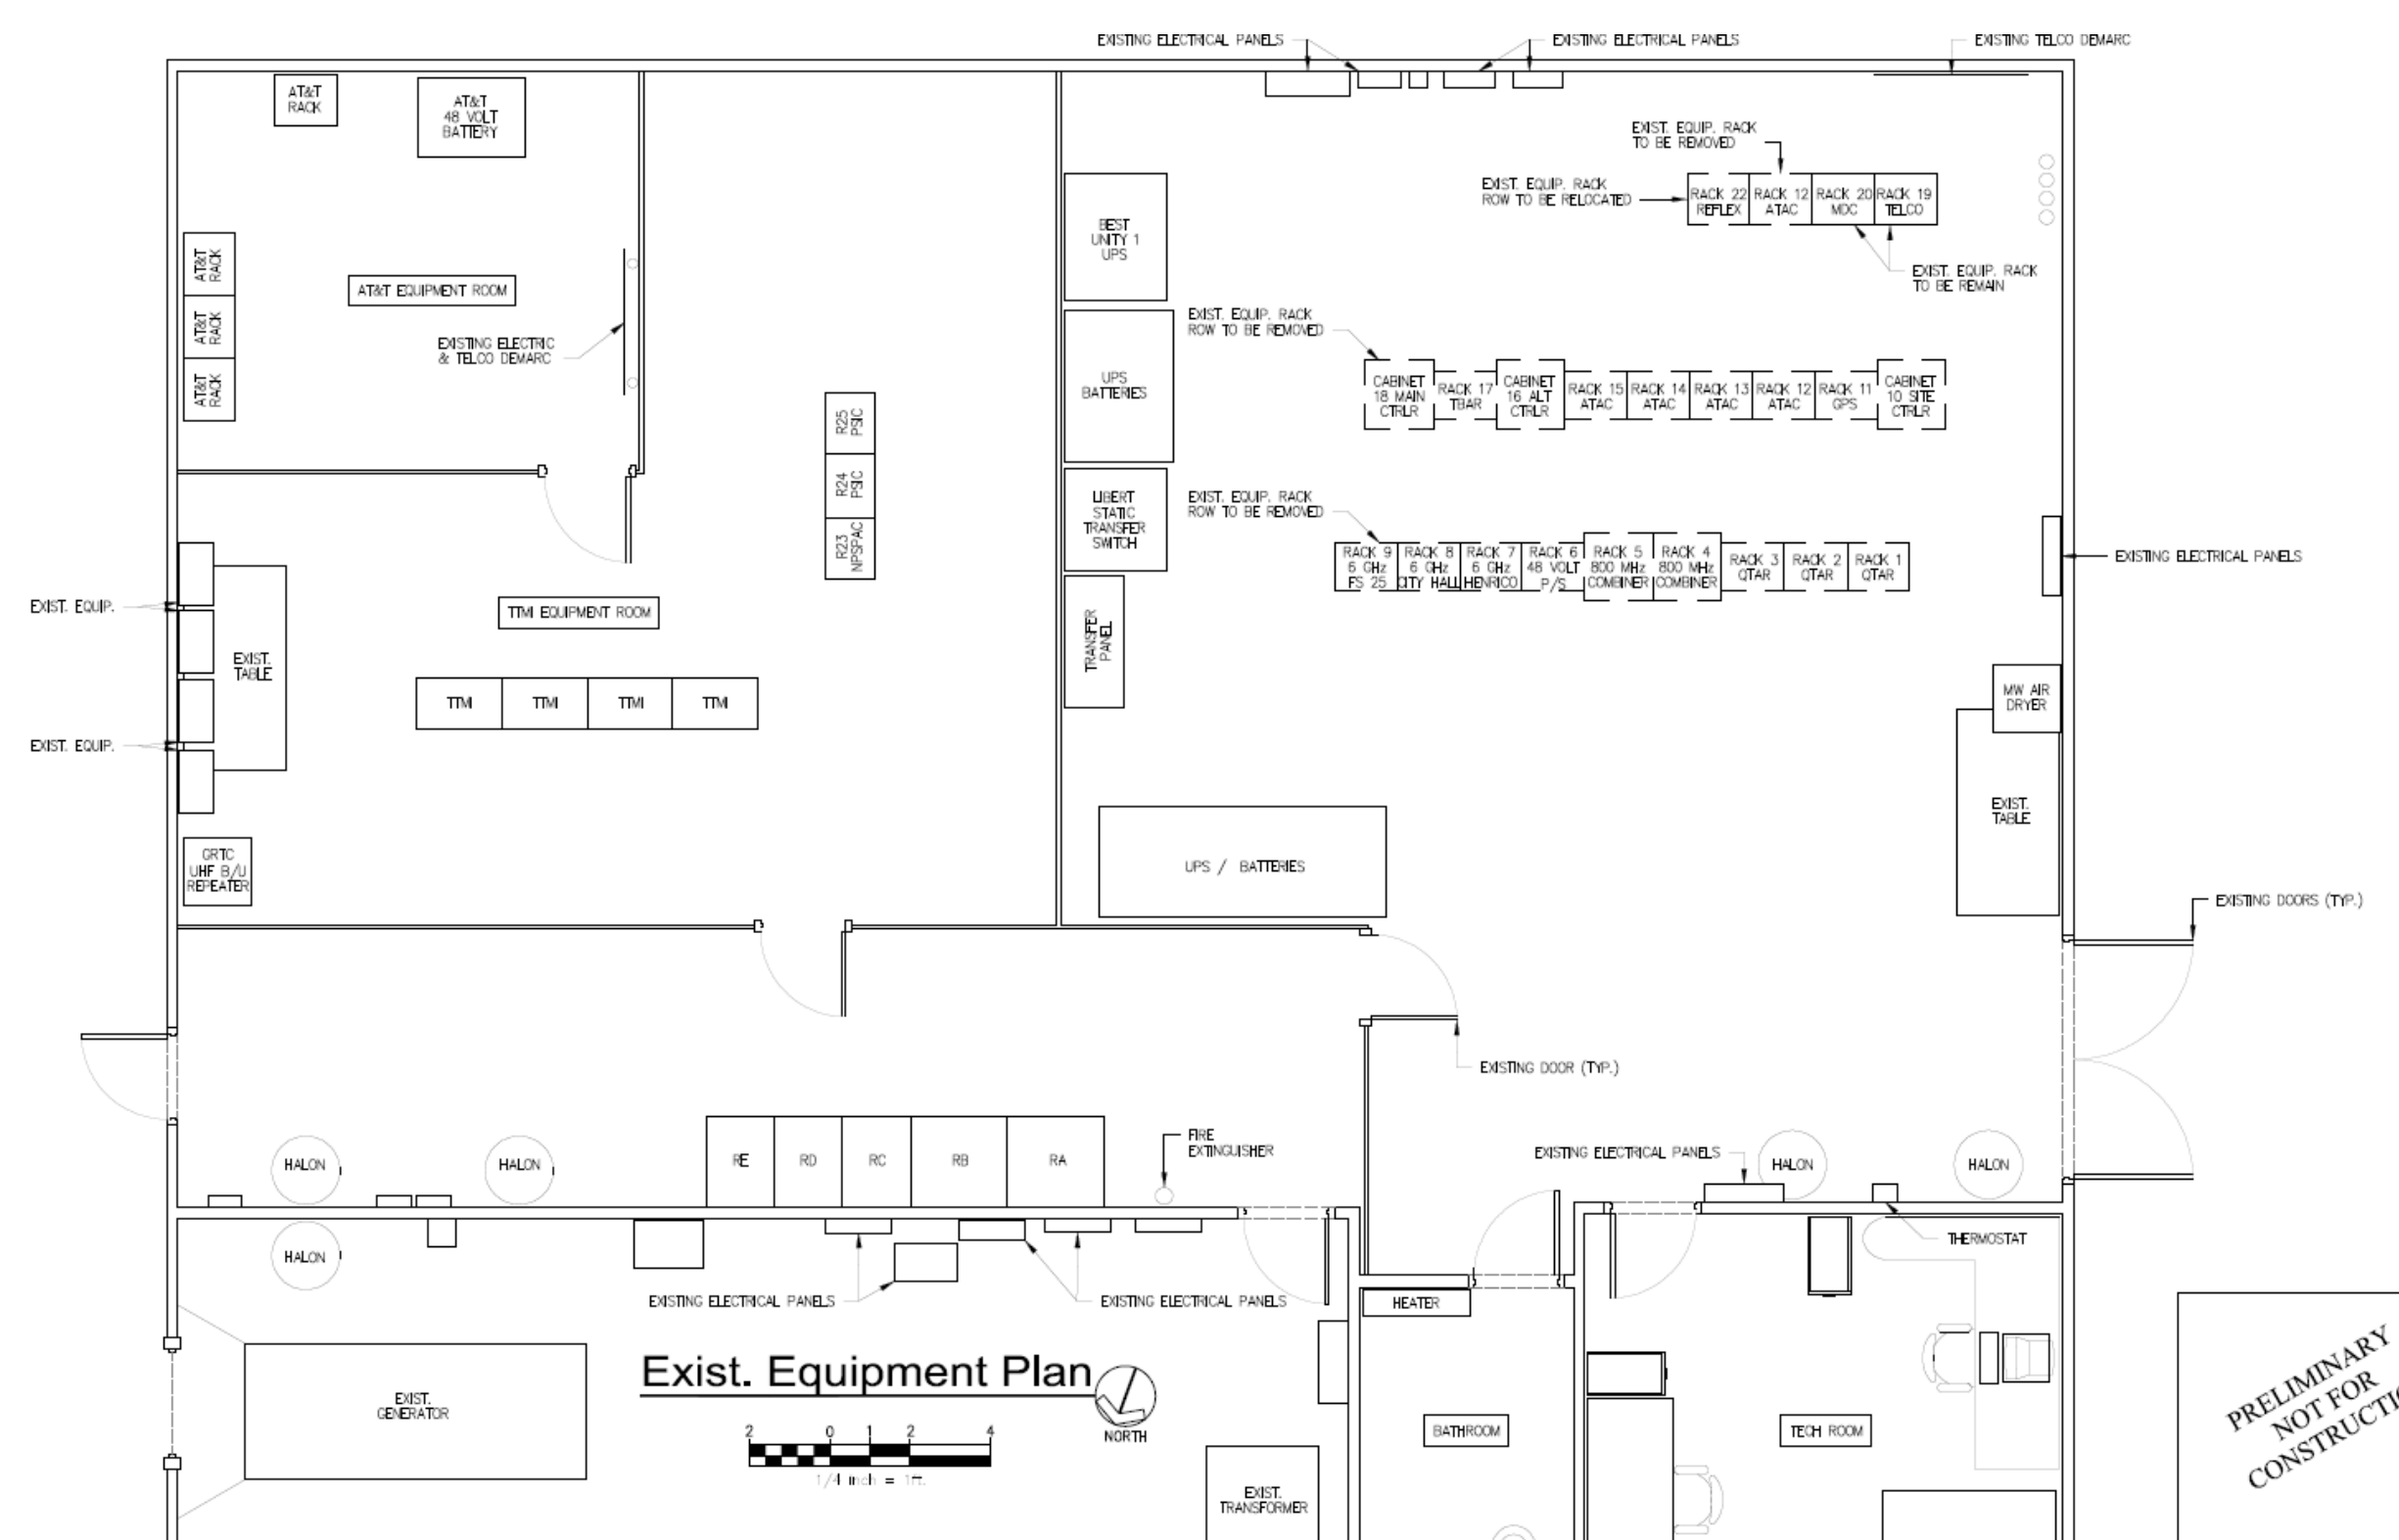 EXISTING ELECTRICAL PANELS
EXISTING ELECTRICAL PANELS
EXISTING TELCO DEMARC
AT&T
RACK
AT&T
48 VOLT
BATTERY
EXIST. EQUIP. RACK
TO BE REMOVED
EXIST. EQUIP. RACK
ROW TO BE RELOCATED
RACK 22
REFLEX
RACK 12
ATAC
RACK 20
MDC
RACK 19
TELCO
EXIST. EQUIP. RACK
TO BE REMAIN
BEST
UNITY 1
UPS
AT&T
RACK
AT&T
RACK
AT&T
RACK
AT&T EQUIPMENT ROOM
EXISTING ELECTRIC
& TELCO DEMARC
EXIST. EQUIP. RACK
ROW TO BE REMOVED
UPS
BATTERIES
CABINET
18 MAIN
CTRLR
RACK 17
TBAR
CABINET
16 ALT
CTRLR
RACK 15
ATAC
RACK 14
ATAC
RACK 13
ATAC
RACK 12
ATAC
RACK 11
GPS
CABINET
10 SITE
CTRLR
R25
PSIC
R24
PSIC
R23
NPSPAC
LIBERT
STATIC
TRANSFER
SWITCH
EXIST. EQUIP. RACK
ROW TO BE REMOVED
RACK 9
6 GHz
FS 25
RACK 8
6 GHz
CITY HALL
RACK 7
6 GHz
HENRICO
RACK 6
48 VOLT
P/S
RACK 5
800 MHz
COMBINER
RACK 4
800 MHz
COMBINER
RACK 3
QTAR
RACK 2
QTAR
RACK 1
QTAR
EXISTING ELECTRICAL PANELS
EXIST. EQUIP.
TTMI EQUIPMENT ROOM
TRANSFER
PANEL
EXIST.
TABLE
TTMI
TTMI
TTMI
TTMI
MW AIR
DRYER
EXIST. EQUIP.
EXIST.
TABLE
GRTC
UHF B/U
REPEATER
UPS / BATTERIES
EXISTING DOORS (TYP.)
EXISTING DOOR (TYP.)
HALON
HALON
RE
RD
RC
RB
RA
FIRE
EXTINGUISHER
EXISTING ELECTRICAL PANELS
HALON
HALON
HALON
THERMOSTAT
EXISTING ELECTRICAL PANELS
EXISTING ELECTRICAL PANELS
HEATER
EXIST.
GENERATOR
Exist. Equipment Plan
NORTH
2 0 1 2 4
1/4 inch = 1ft.
BATHROOM
TECH ROOM
EXIST.
TRANSFORMER
PRELIMINARY
NOT FOR
CONSTRUCTI